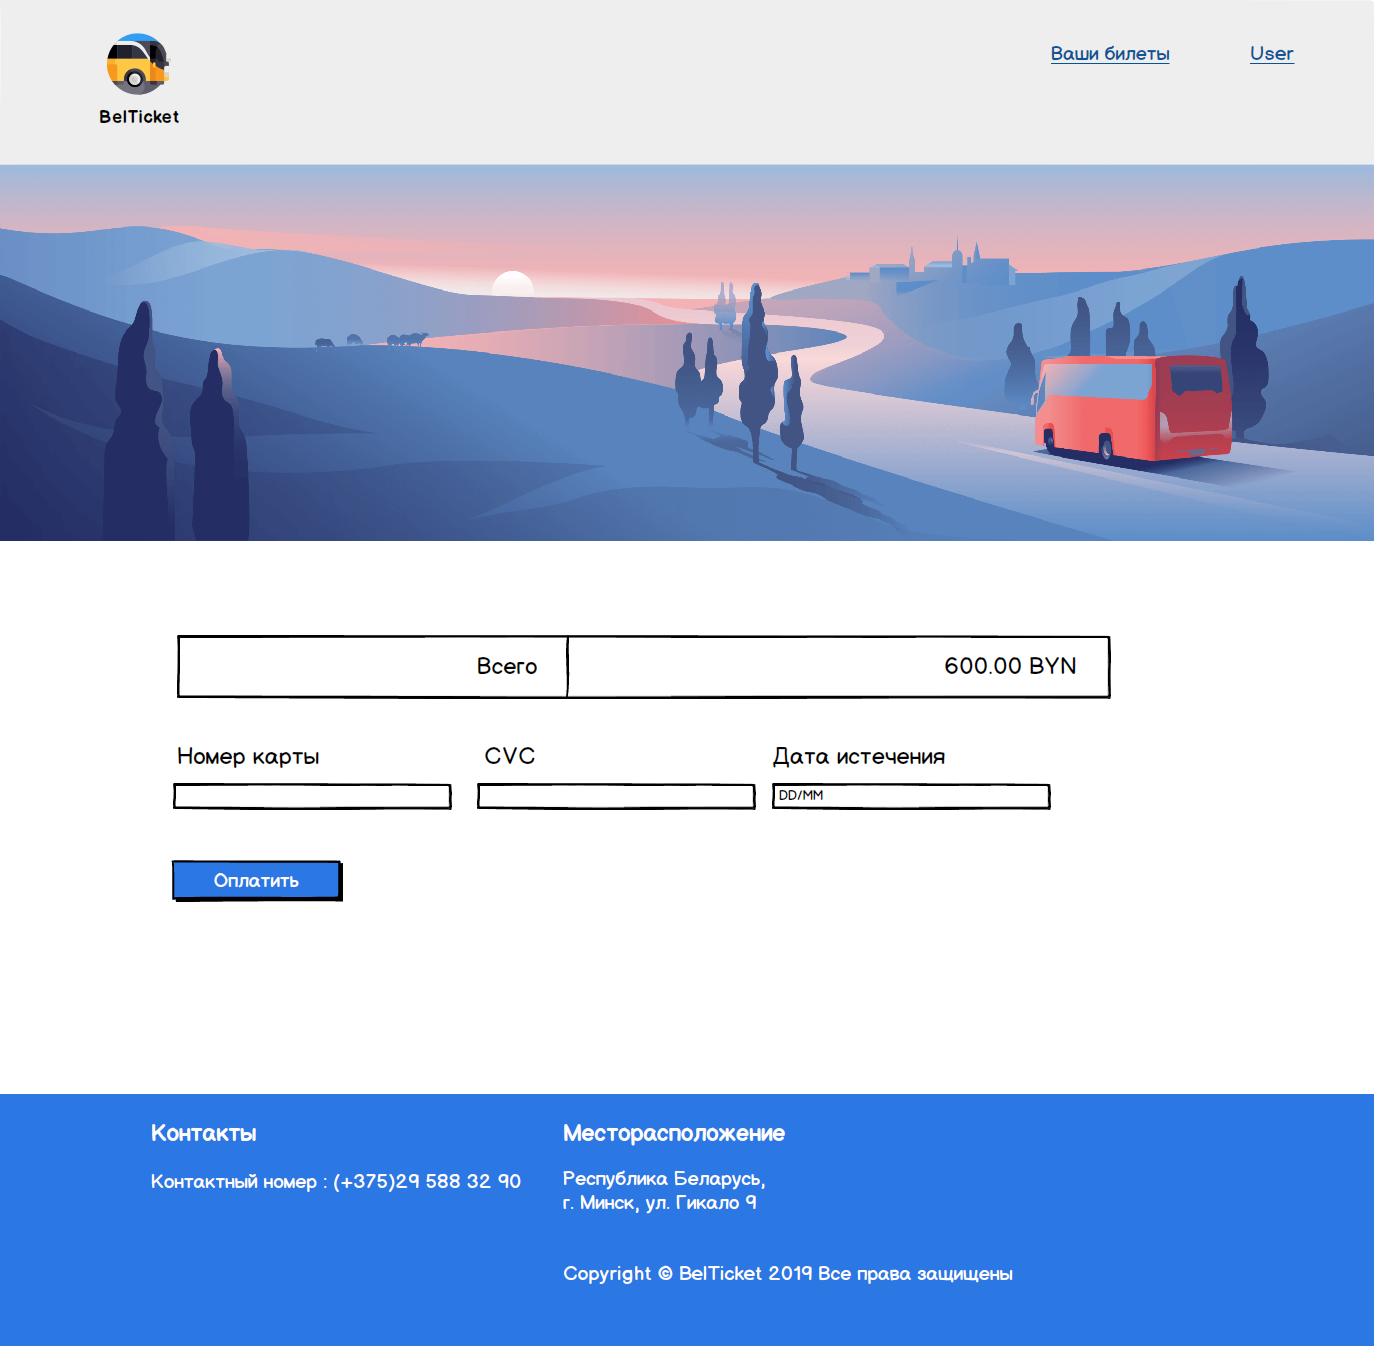 BelTicket
Ваши билеты
User
Всего
600.00 BYN
Номер карты
CVC
Дата истечения
DD/MM
Оплатить
Контакты
Контактный номер : (+375)29 588 32 90
Месторасположение
Республика Беларусь,
г. Минск, ул. Гикало 9
Copyright © BelTicket 2019 Все права защищены